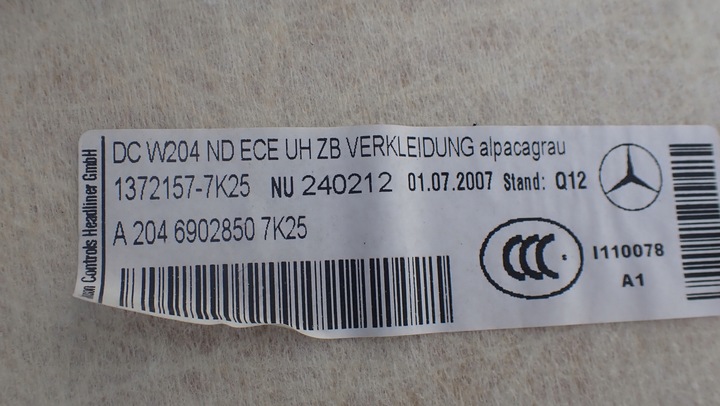 DC W204 ND ECE UH ZB VERKLEIDUNG alpacagrau
1372157-7K25 NU 240212 01.07.2007 Stand: Q12
A 204 6902850 7K25
CCC
I110078
A1
Controls Headliner GmbH